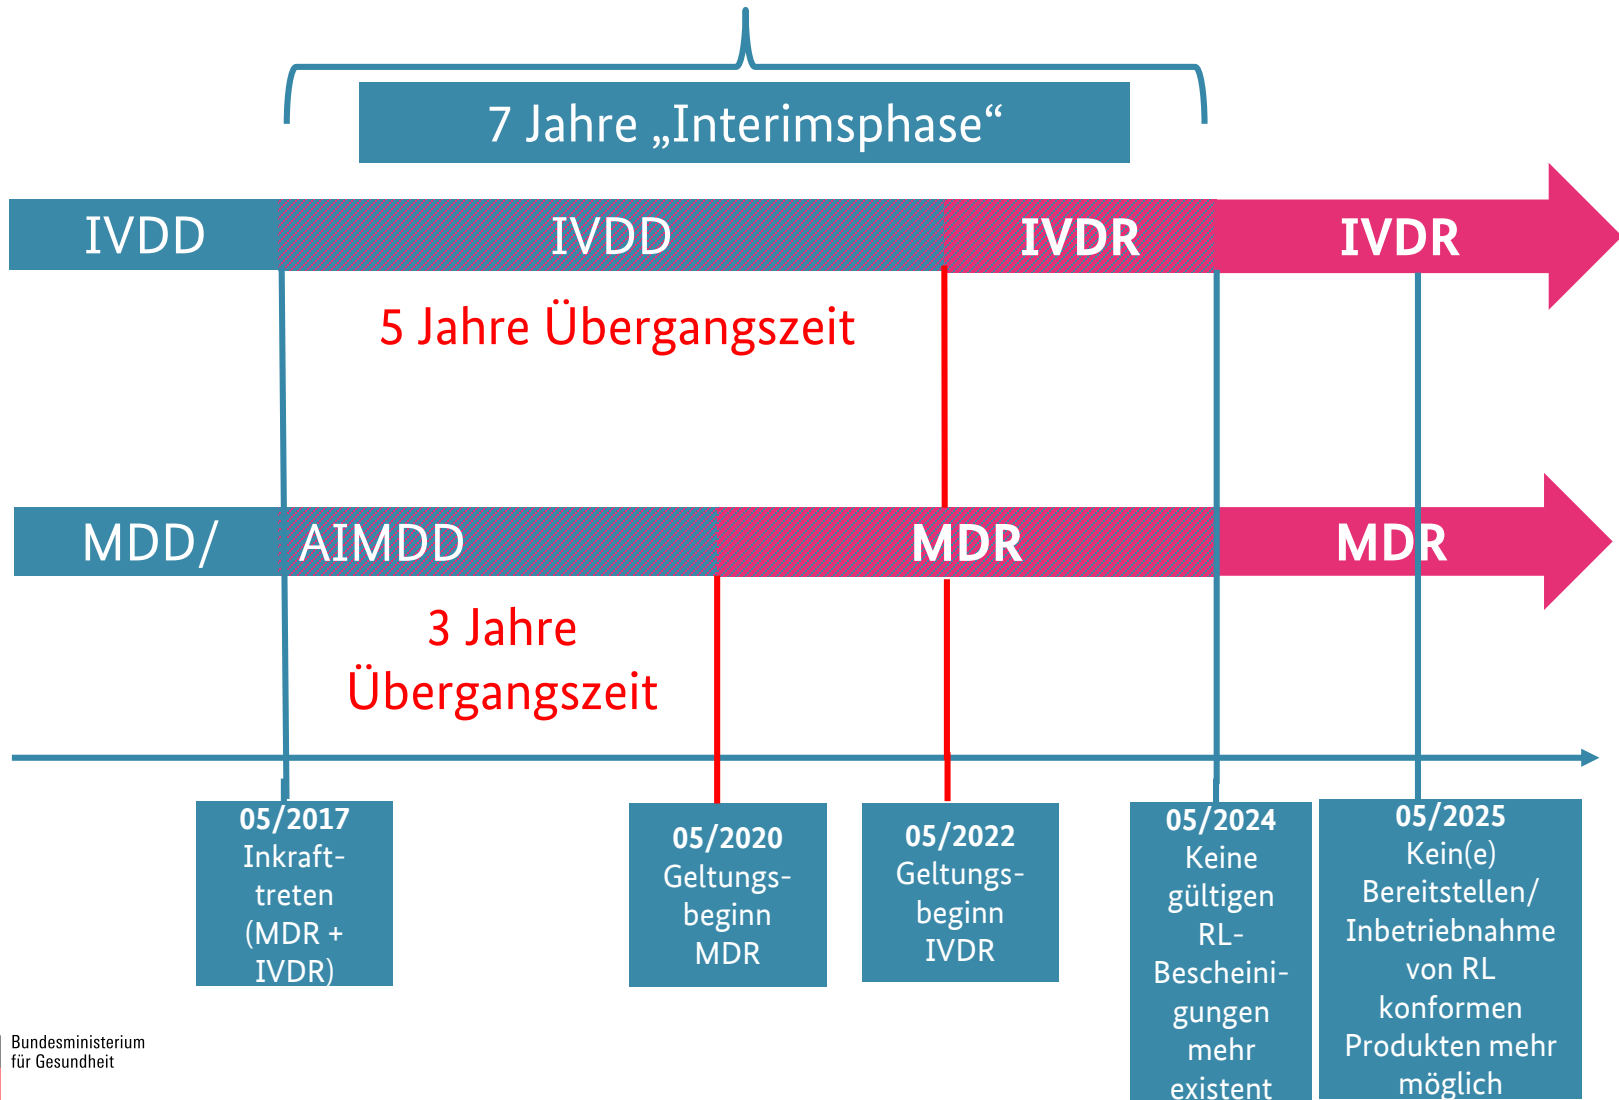 7 Jahre „Interimsphase“
IVDD
IVDD
IVDR
IVDR
5 Jahre Übergangszeit
MDD/
AIMDD
MDR
MDR
3 Jahre
Übergangszeit
05/2017
Inkraft-
treten
(MDR +
IVDR)
05/2020
Geltungs-
beginn
MDR
05/2022
Geltungs-
beginn
IVDR
05/2024
Keine
gültigen
RL-
Bescheini-
gungen
mehr
existent
05/2025
Kein(e)
Bereitstellen/
Inbetriebnahme
von RL
konformen
Produkten mehr
möglich
Bundesministerium
für Gesundheit